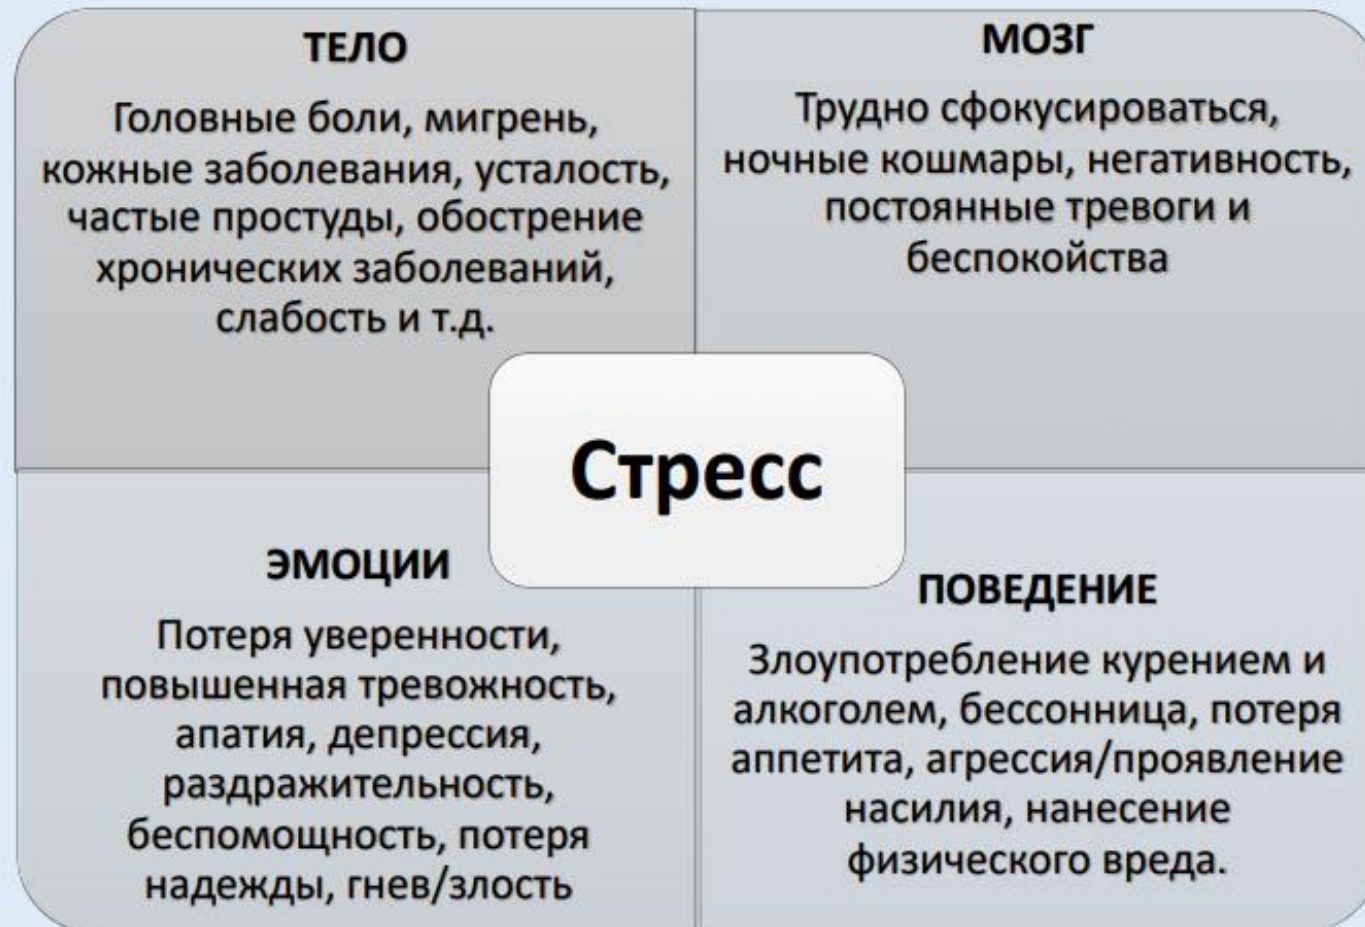 ТЕЛО
Головные боли, мигрень,
кожные заболевания, усталость,
частые простуды, обострение
хронических заболеваний,
слабость и т.д.
МОЗГ
Трудно сфокусироваться,
ночные кошмары, негативность,
постоянные тревоги и
беспокойства
Стресс
ЭМОЦИИ
Потеря уверенности,
повышенная тревожность,
апатия, депрессия,
раздражительность,
беспомощность, потеря
надежды, гнев/злость
ПОВЕДЕНИЕ
Злоупотребление курением и
алкоголем, бессонница, потеря
аппетита, агрессия/проявление
насилия, нанесение
физического вреда.